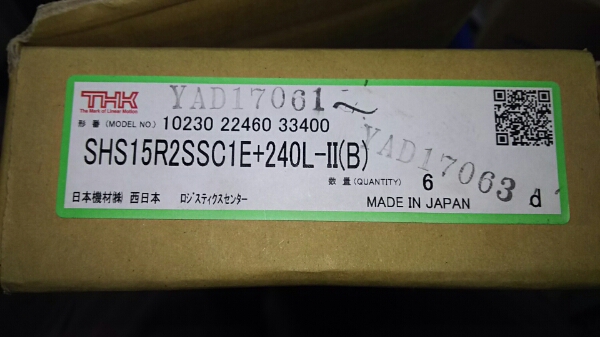 THK
The Mark of Linear Motion
YAD17061~
形 番 (MODEL NO.) 10230 22460 33400
SHS15R2SSC1E+240L-II(B)
YAD17063
数 量 (QUANTITY) 6
日本機材㈱ 西日本 ロジスティクスセンター
MADE IN JAPAN d